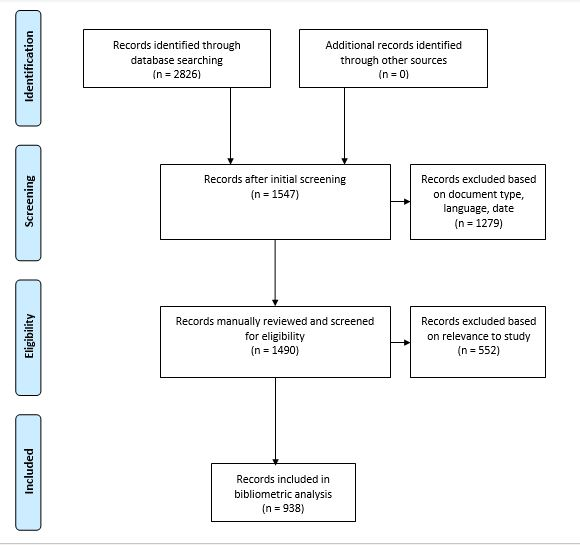 Identification
Records identified through
database searching
(n = 2826)
Additional records identified
through other sources
(n = 0)
Screening
Records after initial screening
(n = 1547)
Records excluded based
on document type,
language, date
(n = 1279)
Eligibility
Records manually reviewed and screened
for eligibility
(n = 1490)
Records excluded based
on relevance to study
(n = 552)
Included
Records included in
bibliometric analysis
(n = 938)